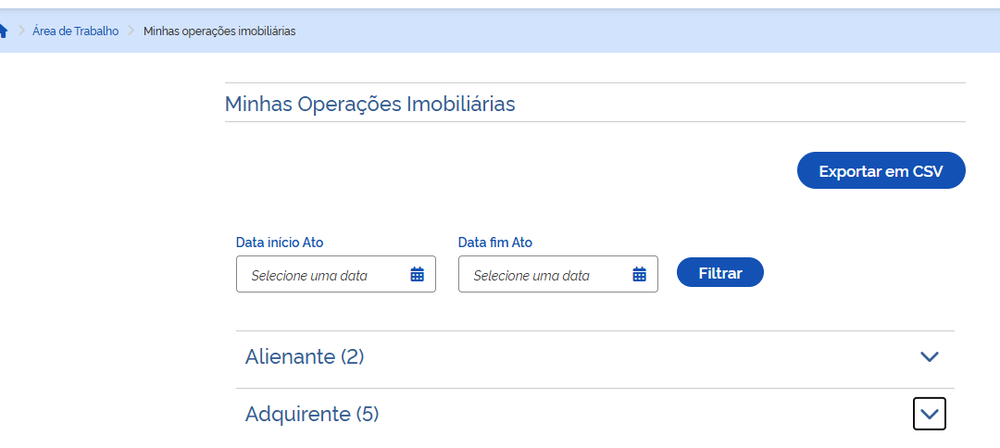 Área de Trabalho Minhas operações imobiliárias
Minhas Operações Imobiliárias
Exportar em CSV
Data início Ato Data fim Ato
Selecione uma data Selecione uma data Filtrar
Alienante (2)
Adquirente (5)